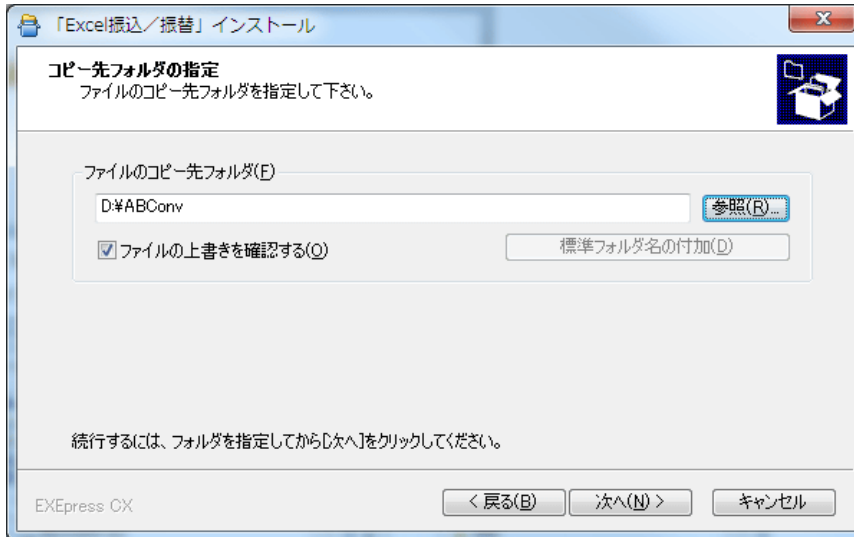 「Excel振込／振替」インストール
コピー先フォルダの指定
ファイルのコピー先フォルダを指定して下さい。
ファイルのコピー先フォルダ(F)
D:¥ABConv
参照(R)...
ファイルの上書きを確認する(O)
標準フォルダ名の付加(D)
続行するには、フォルダを指定してから[次へ]をクリックしてください。
EXEpress CX
< 戻る(B)
次へ(N) >
キャンセル